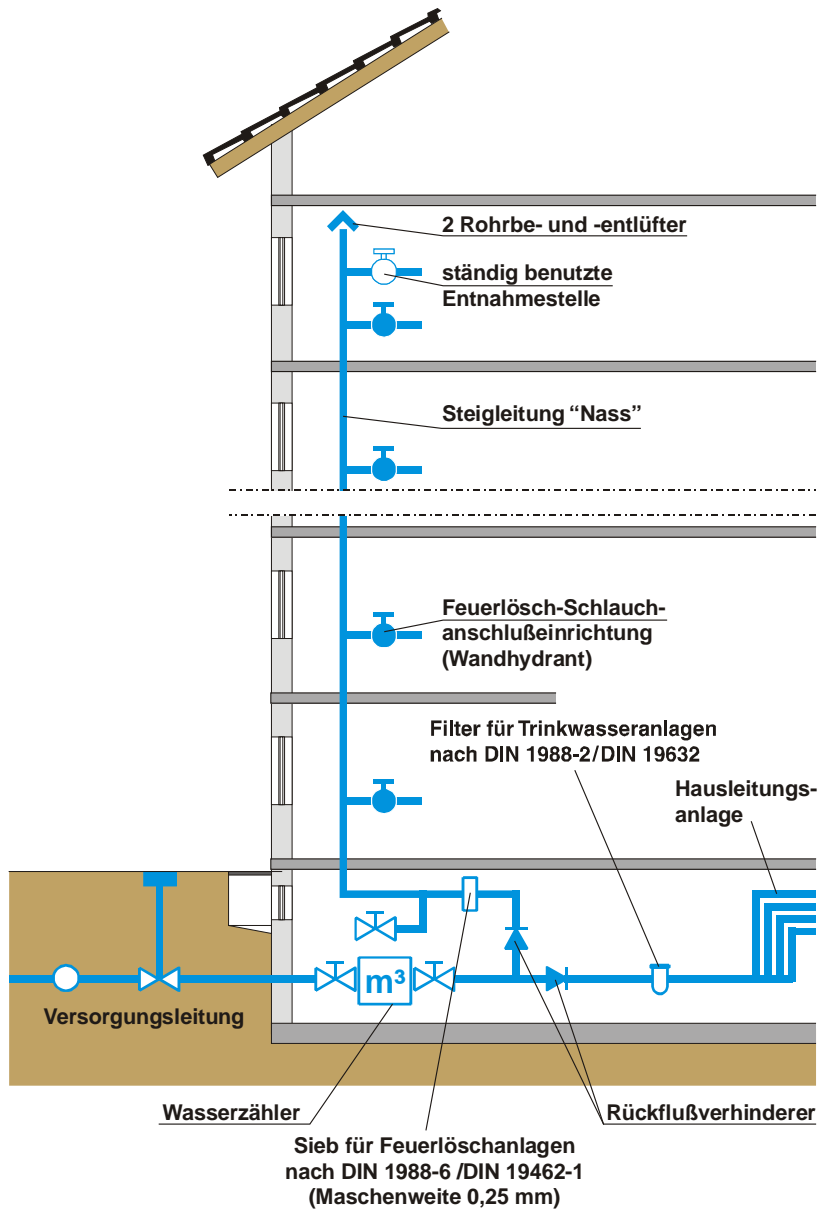 2 Rohrbe- und -entlüfter
ständig benutzte
Entnahmestelle
Steigleitung “Nass”
Feuerlösch-Schlauch-
anschlußeinrichtung
(Wandhydrant)
Filter für Trinkwasseranlagen
nach DIN 1988-2/DIN 19632
Hausleitungs-
anlage
m³
Versorgungsleitung
Wasserzähler
Rückflußverhinderer
Sieb für Feuerlöschanlagen
nach DIN 1988-6 /DIN 19462-1
(Maschenweite 0,25 mm)